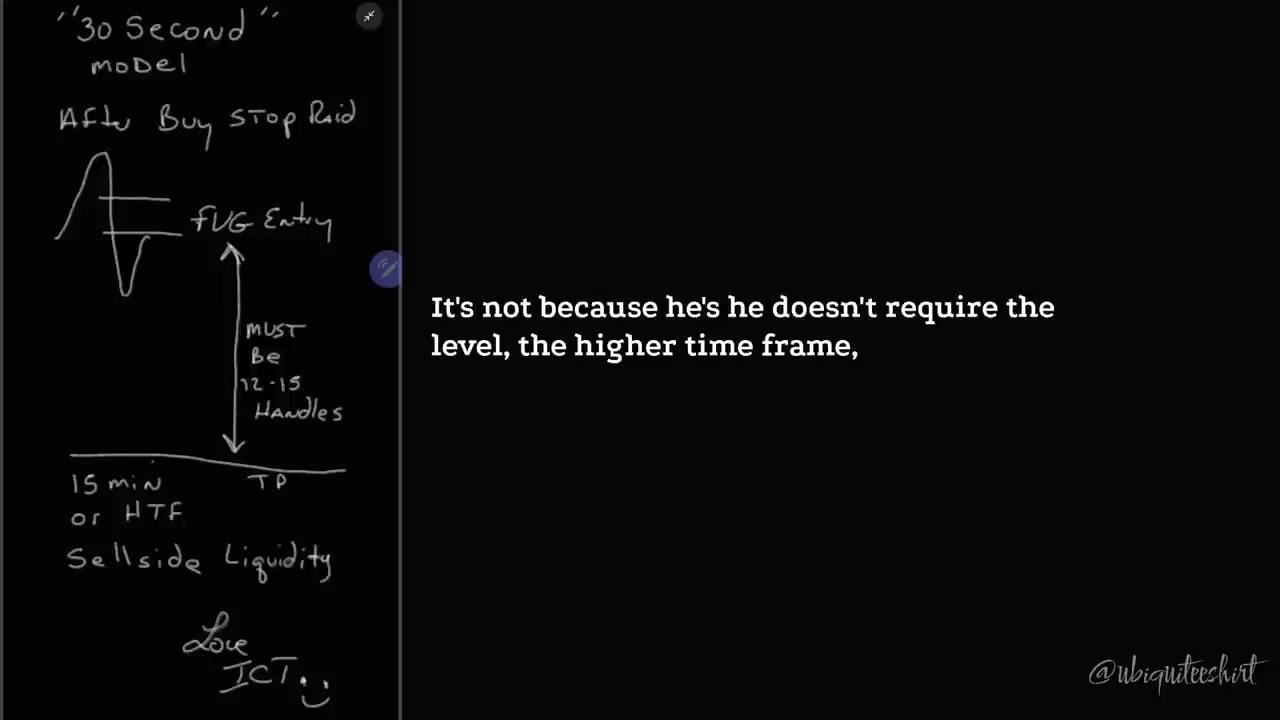 "30 Second"
moDel
After Buy STop Raid
FVG Entry
MUST
Be
12-15
HANdles
15 min
TP
or HTF
Sellside Liquidity
Love
ICT
It's not because he's he doesn't require the
level, the higher time frame,
@ubiquiteeshirt